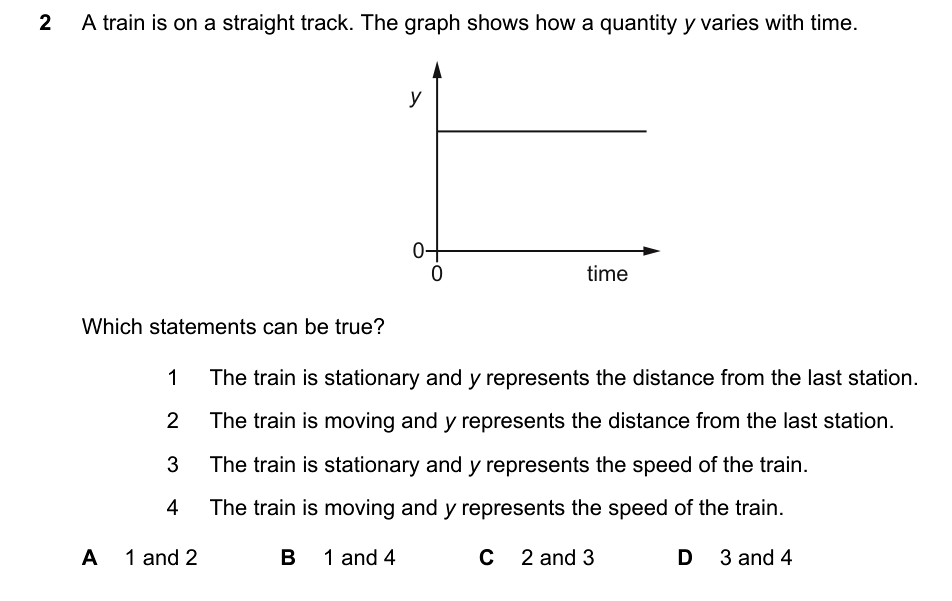 2 A train is on a straight track. The graph shows how a quantity y varies with time.
y
0
0
time
Which statements can be true?
1 The train is stationary and y represents the distance from the last station.
2 The train is moving and y represents the distance from the last station.
3 The train is stationary and y represents the speed of the train.
4 The train is moving and y represents the speed of the train.
A 1 and 2 B 1 and 4 C 2 and 3 D 3 and 4